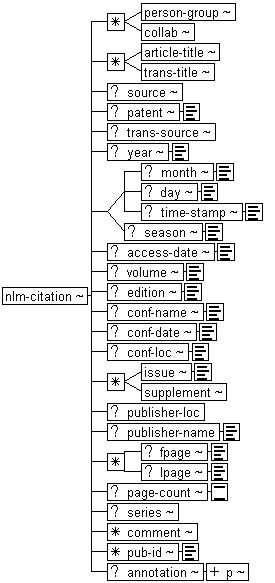 person-group ~
* collab ~
article-title ~
* trans-title ~
? source ~
? patent ~
? trans-source ~
? year ~
? month ~
? day ~
? time-stamp ~
? season ~
? access-date ~
? volume ~
nlm-citation ~
? edition ~
? conf-name ~
? conf-date ~
? conf-loc ~
issue ~
* supplement ~
? publisher-loc
? publisher-name
? fpage ~
* ? lpage ~
? page-count ~
? series ~
* comment ~
* pub-id ~
? annotation ~ + p ~